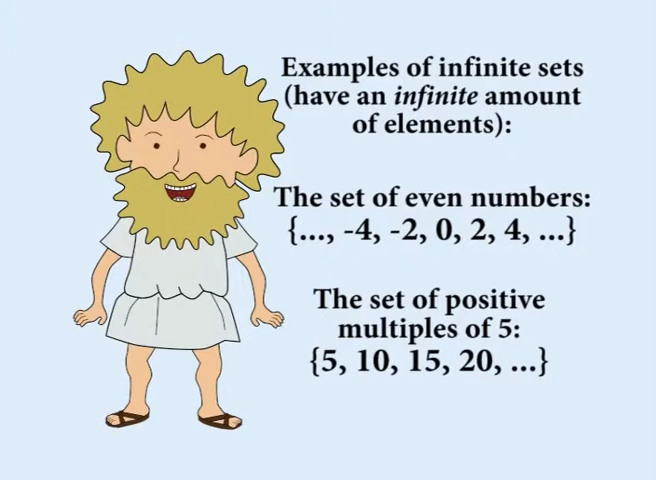 Examples of infinite sets
(have an infinite amount
of elements):
The set of even numbers:
{..., -4, -2, 0, 2, 4, ...}
The set of positive
multiples of 5:
{5, 10, 15, 20, ...}